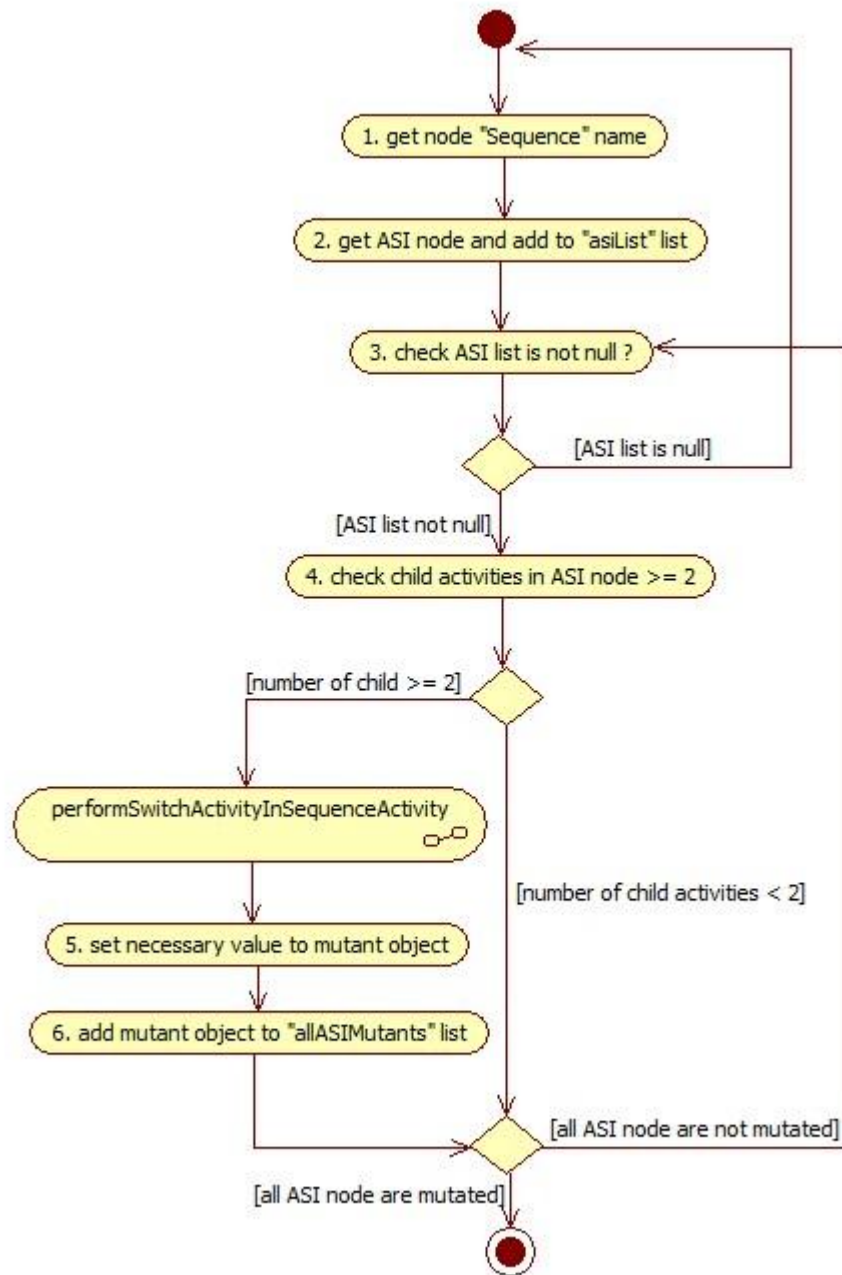 1. get node "Sequence" name
2. get ASI node and add to "asiList" list
3. check ASI list is not null ?
[ASI list is null]
[ASI list not null]
4. check child activities in ASI node >= 2
[number of child >= 2]
performSwitchActivityInSequenceActivity
[number of child activities < 2]
5. set necessary value to mutant object
6. add mutant object to "allASIMutants" list
[all ASI node are not mutated]
[all ASI node are mutated]